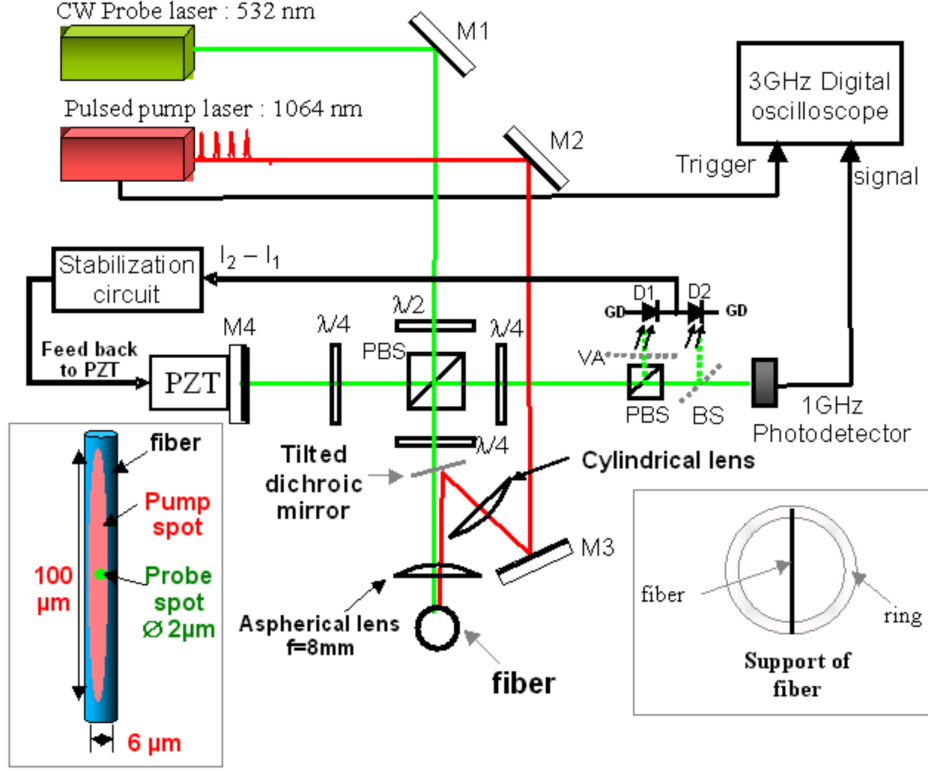 CW Probe laser : 532 nm
M1
3GHz Digital
oscilloscope
Pulsed pump laser : 1064 nm
M2
Trigger
signal
I2 – I1
Stabilization
circuit
D1
D2
GD
GD
M4
λ/4
λ/2
λ/4
PBS
VA
Feed back
to PZT
PZT
PBS
BS
1GHz
Photodetector
λ/4
Tilted
dichroic
mirror
Cylindrical lens
M3
fiber
Pump
spot
100
µm
Probe
spot
Ø 2µm
6 µm
Aspherical lens
f=8mm
fiber
fiber
ring
Support of
fiber